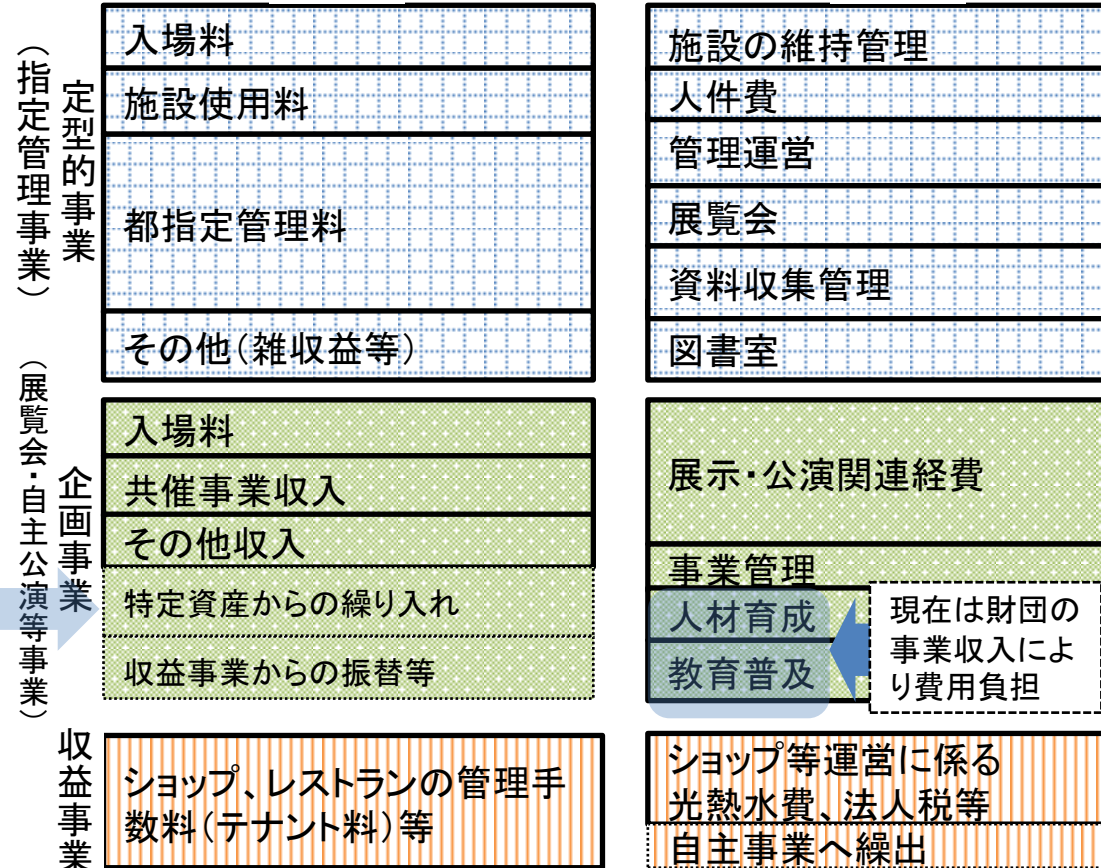 定型的事業
（指定管理事業）
入場料
施設使用料
都指定管理料
その他（雑収益等）
施設の維持管理
人件費
管理運営
展覧会
資料収集管理
図書室
企画事業
（展覧会・自主公演等事業）
入場料
共催事業収入
その他収入
特定資産からの繰り入れ
収益事業からの振替等
展示・公演関連経費
事業管理
人材育成
教育普及
現在は財団の
事業収入によ
り費用負担
収益事業
ショップ、レストランの管理手
数料（テナント料）等
ショップ等運営に係る
光熱水費、法人税等
自主事業へ繰出